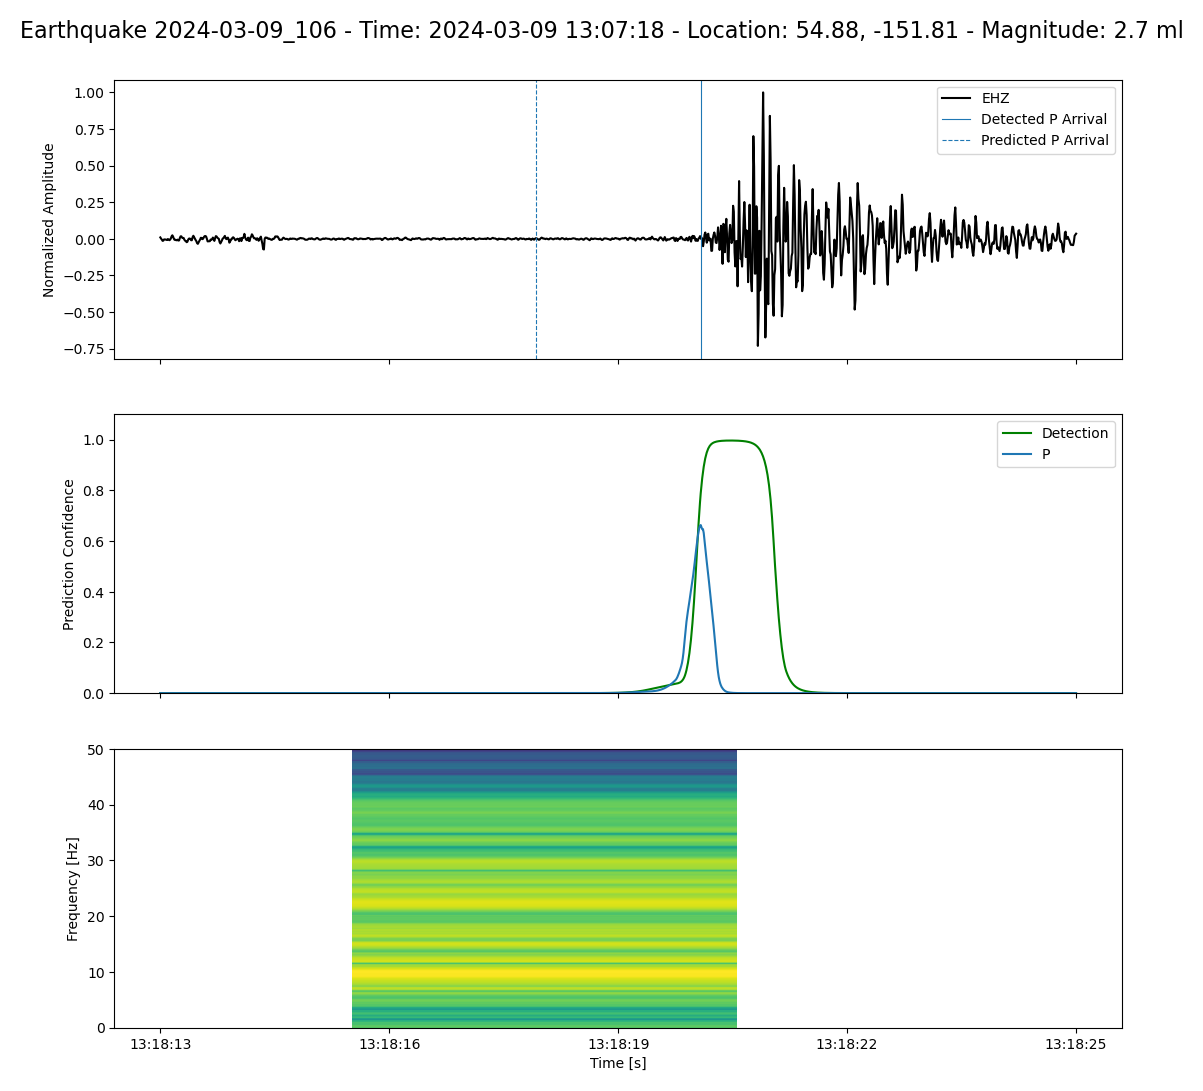 Earthquake 2024-03-09_106 - Time: 2024-03-09 13:07:18 - Location: 54.88, -151.81 - Magnitude: 2.7 ml
1.00
0.75
0.50
0.25
0.00
−0.25
−0.50
−0.75
Normalized Amplitude
EHZ
Detected P Arrival
Predicted P Arrival
1.0
0.8
0.6
0.4
0.2
0.0
Prediction Confidence
Detection
P
50
40
30
20
10
0
Frequency [Hz]
13:18:13 13:18:16 13:18:19 13:18:22 13:18:25
Time [s]